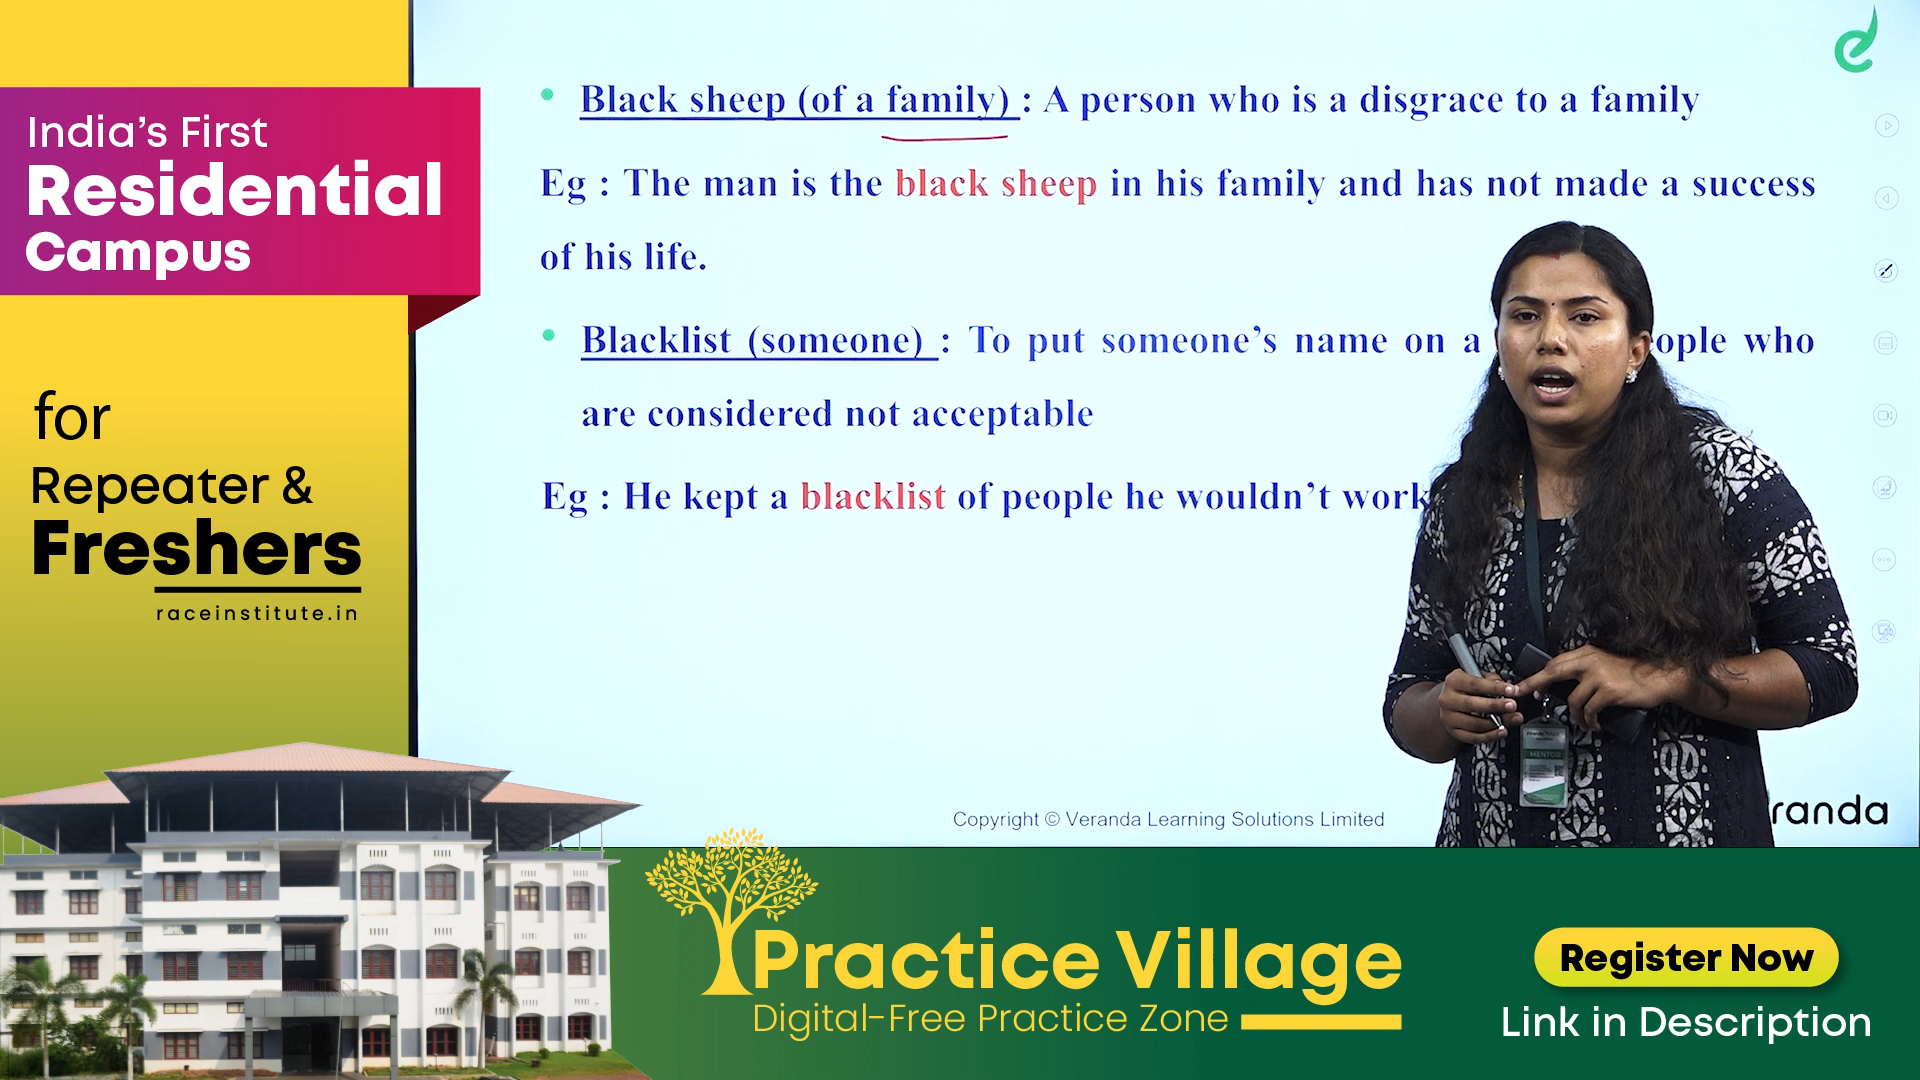 India's First
Residential
Campus
for
Repeater &
Freshers
raceinstitute.in
Black sheep (of a family) : A person who is a disgrace to a family
Eg : The man is the black sheep in his family and has not made a success
of his life.
Blacklist (someone) : To put someone's name on a
who
are considered not acceptable
Eg : He kept a blacklist of people he wouldn't work
MENTOR
Copyright © Veranda Learning Solutions Limited
randa
Practice Village
Digital-Free Practice Zone
Register Now
Link in Description